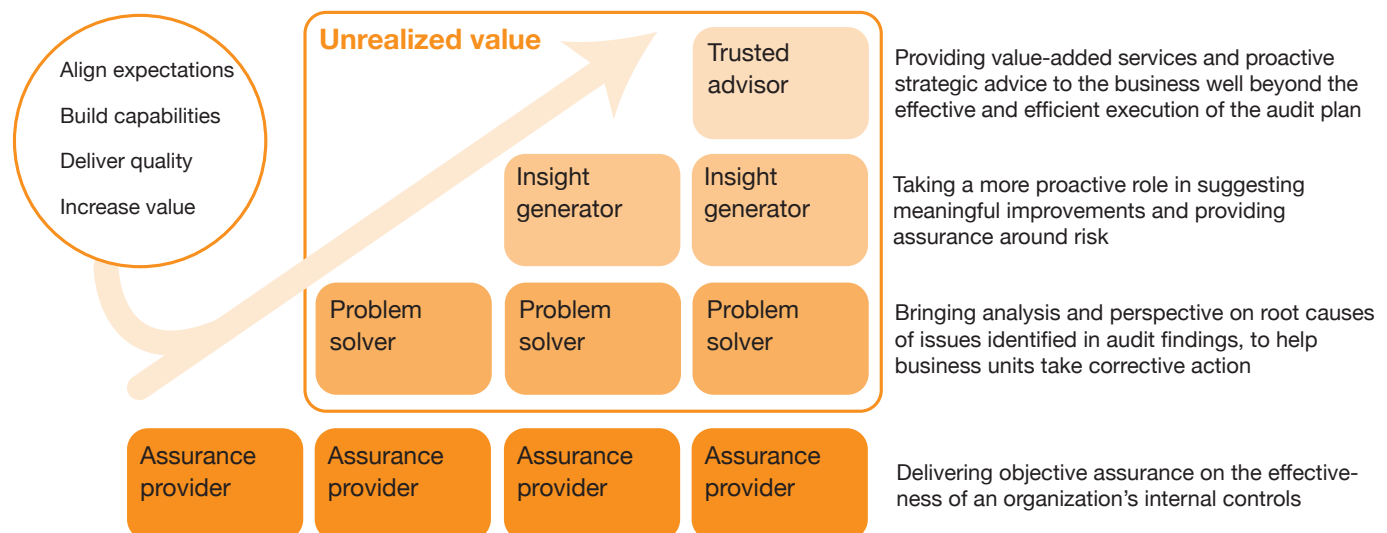 Unrealized value
Align expectations
Build capabilities
Deliver quality
Increase value
Trusted
advisor
Providing value-added services and proactive
strategic advice to the business well beyond the
effective and efficient execution of the audit plan
Insight
generator
Insight
generator
Taking a more proactive role in suggesting
meaningful improvements and providing
assurance around risk
Problem
solver
Problem
solver
Problem
solver
Bringing analysis and perspective on root causes
of issues identified in audit findings, to help
business units take corrective action
Assurance
provider
Assurance
provider
Assurance
provider
Assurance
provider
Delivering objective assurance on the effective-
ness of an organization’s internal controls